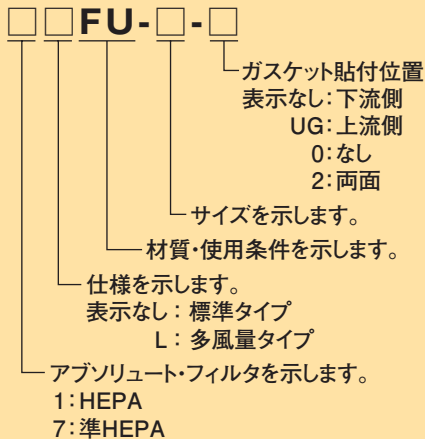 □□FU-□-□
ガスケット貼付位置
表示なし：下流側
UG：上流側
0：なし
2：両面
サイズを示します。
材質・使用条件を示します。
仕様を示します。
表示なし：標準タイプ
L：多風量タイプ
アブソリュート・フィルタを示します。
1：HEPA
7：準HEPA